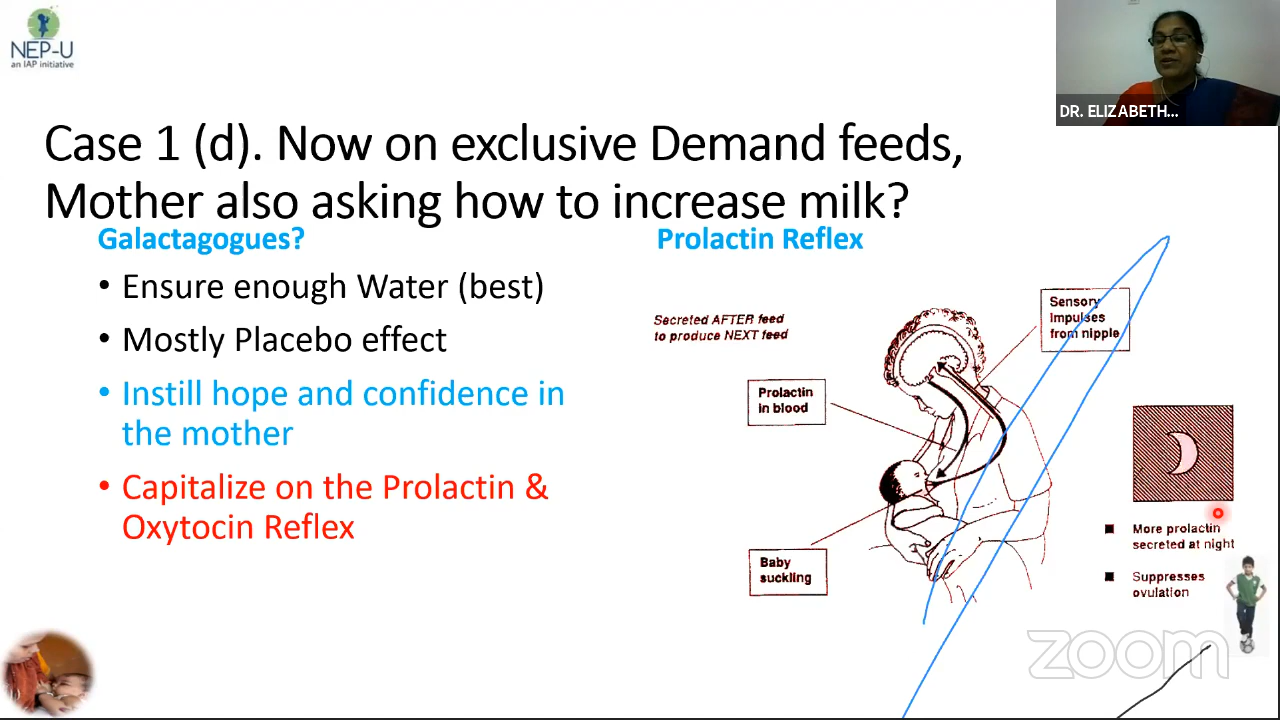 NEP-U
an IAP initiative
DR. ELIZABETH...
Case 1 (d). Now on exclusive Demand feeds,
Mother also asking how to increase milk?
Galactagogues?
• Ensure enough Water (best)
• Mostly Placebo effect
• Instill hope and confidence in
the mother
• Capitalize on the Prolactin &
Oxytocin Reflex
Prolactin Reflex
Secreted AFTER feed
to produce NEXT feed
Sensory
impulses
from nipple
Prolactin
in blood
Baby
suckling
More prolactin
secreted at night
Suppresses
ovulation
zoom